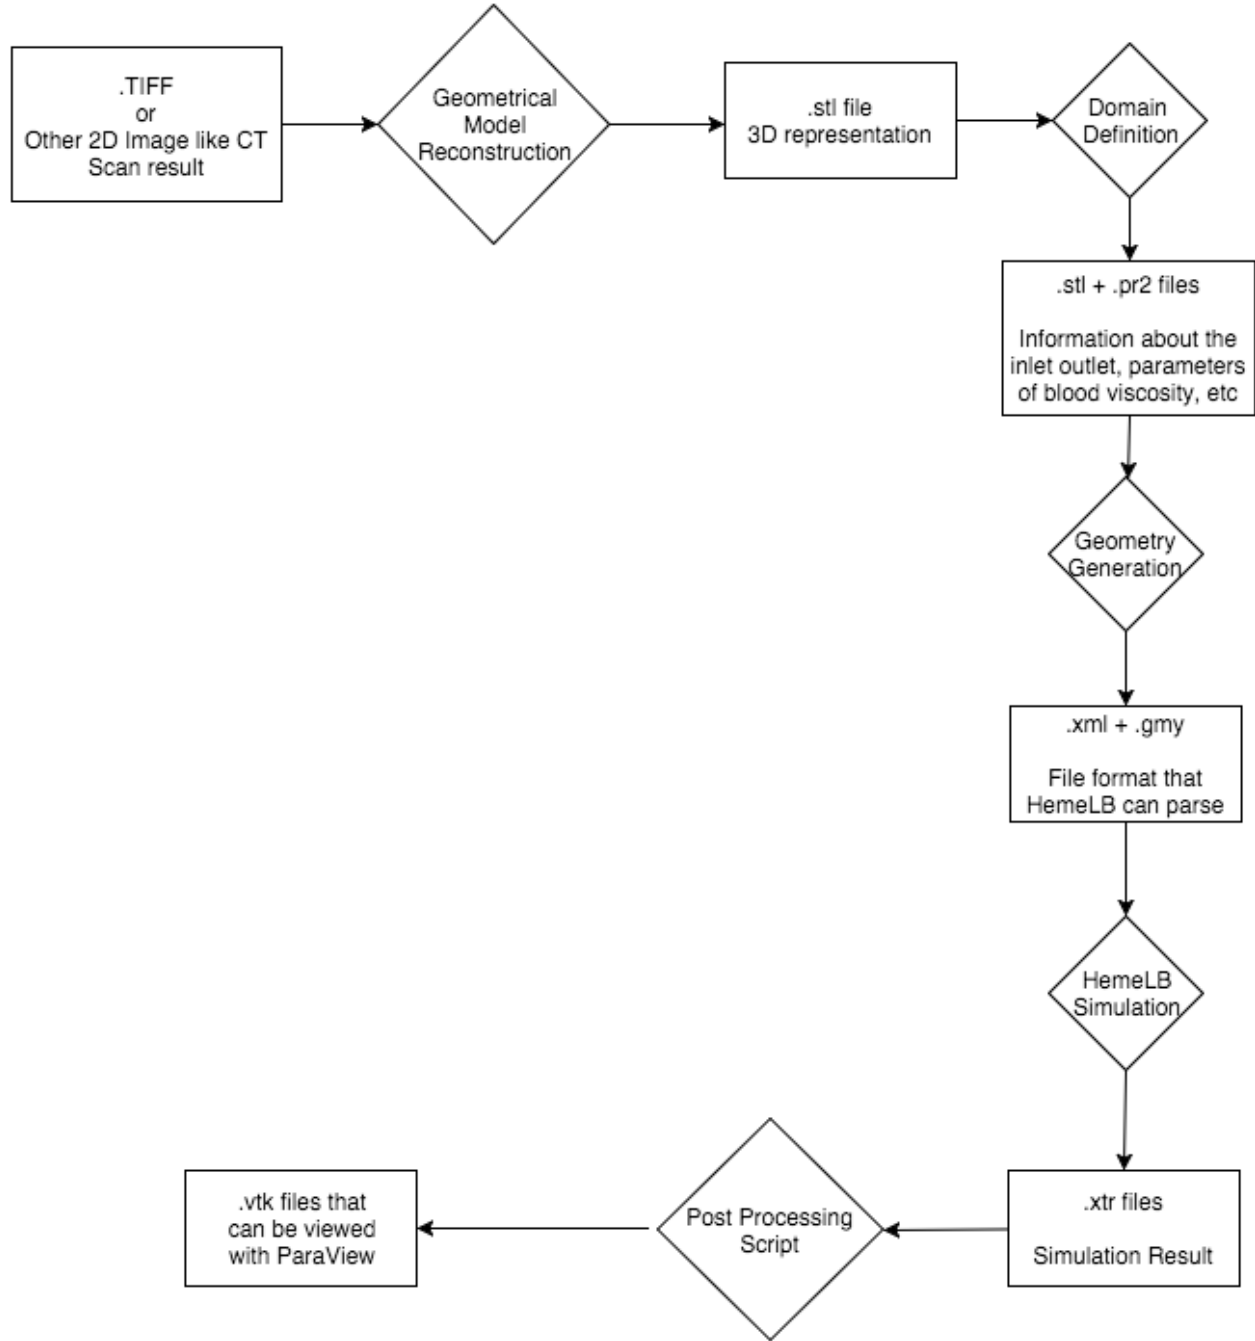 .TIFF
or
Other 2D Image like CT
Scan result
Geometrical
Model
Reconstruction
.stl file
3D representation
Domain
Definition
.stl + .pr2 files
Information about the
inlet outlet, parameters
of blood viscosity, etc
Geometry
Generation
.xml + .gmy
File format that
HemeLB can parse
HemeLB
Simulation
.xtr files
Simulation Result
Post Processing
Script
.vtk files that
can be viewed
with ParaView